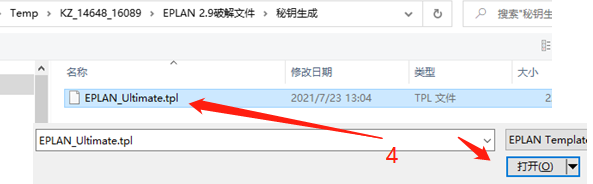 Temp > KZ_14648_16089 > EPLAN 2.9破解文件 > 秘钥生成
搜索"秘钥生
名称 修改日期 类型 大小
EPLAN_Ultimate.tpl 2021/7/23 13:04 TPL 文件 2
EPLAN_Ultimate.tpl EPLAN Template
4
打开(O)